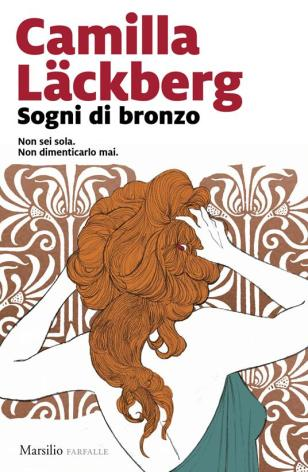 Camilla
Läckberg
Sogni di bronzo
Non sei sola.
Non dimenticarlo mai.
Marsilio FARFALLE